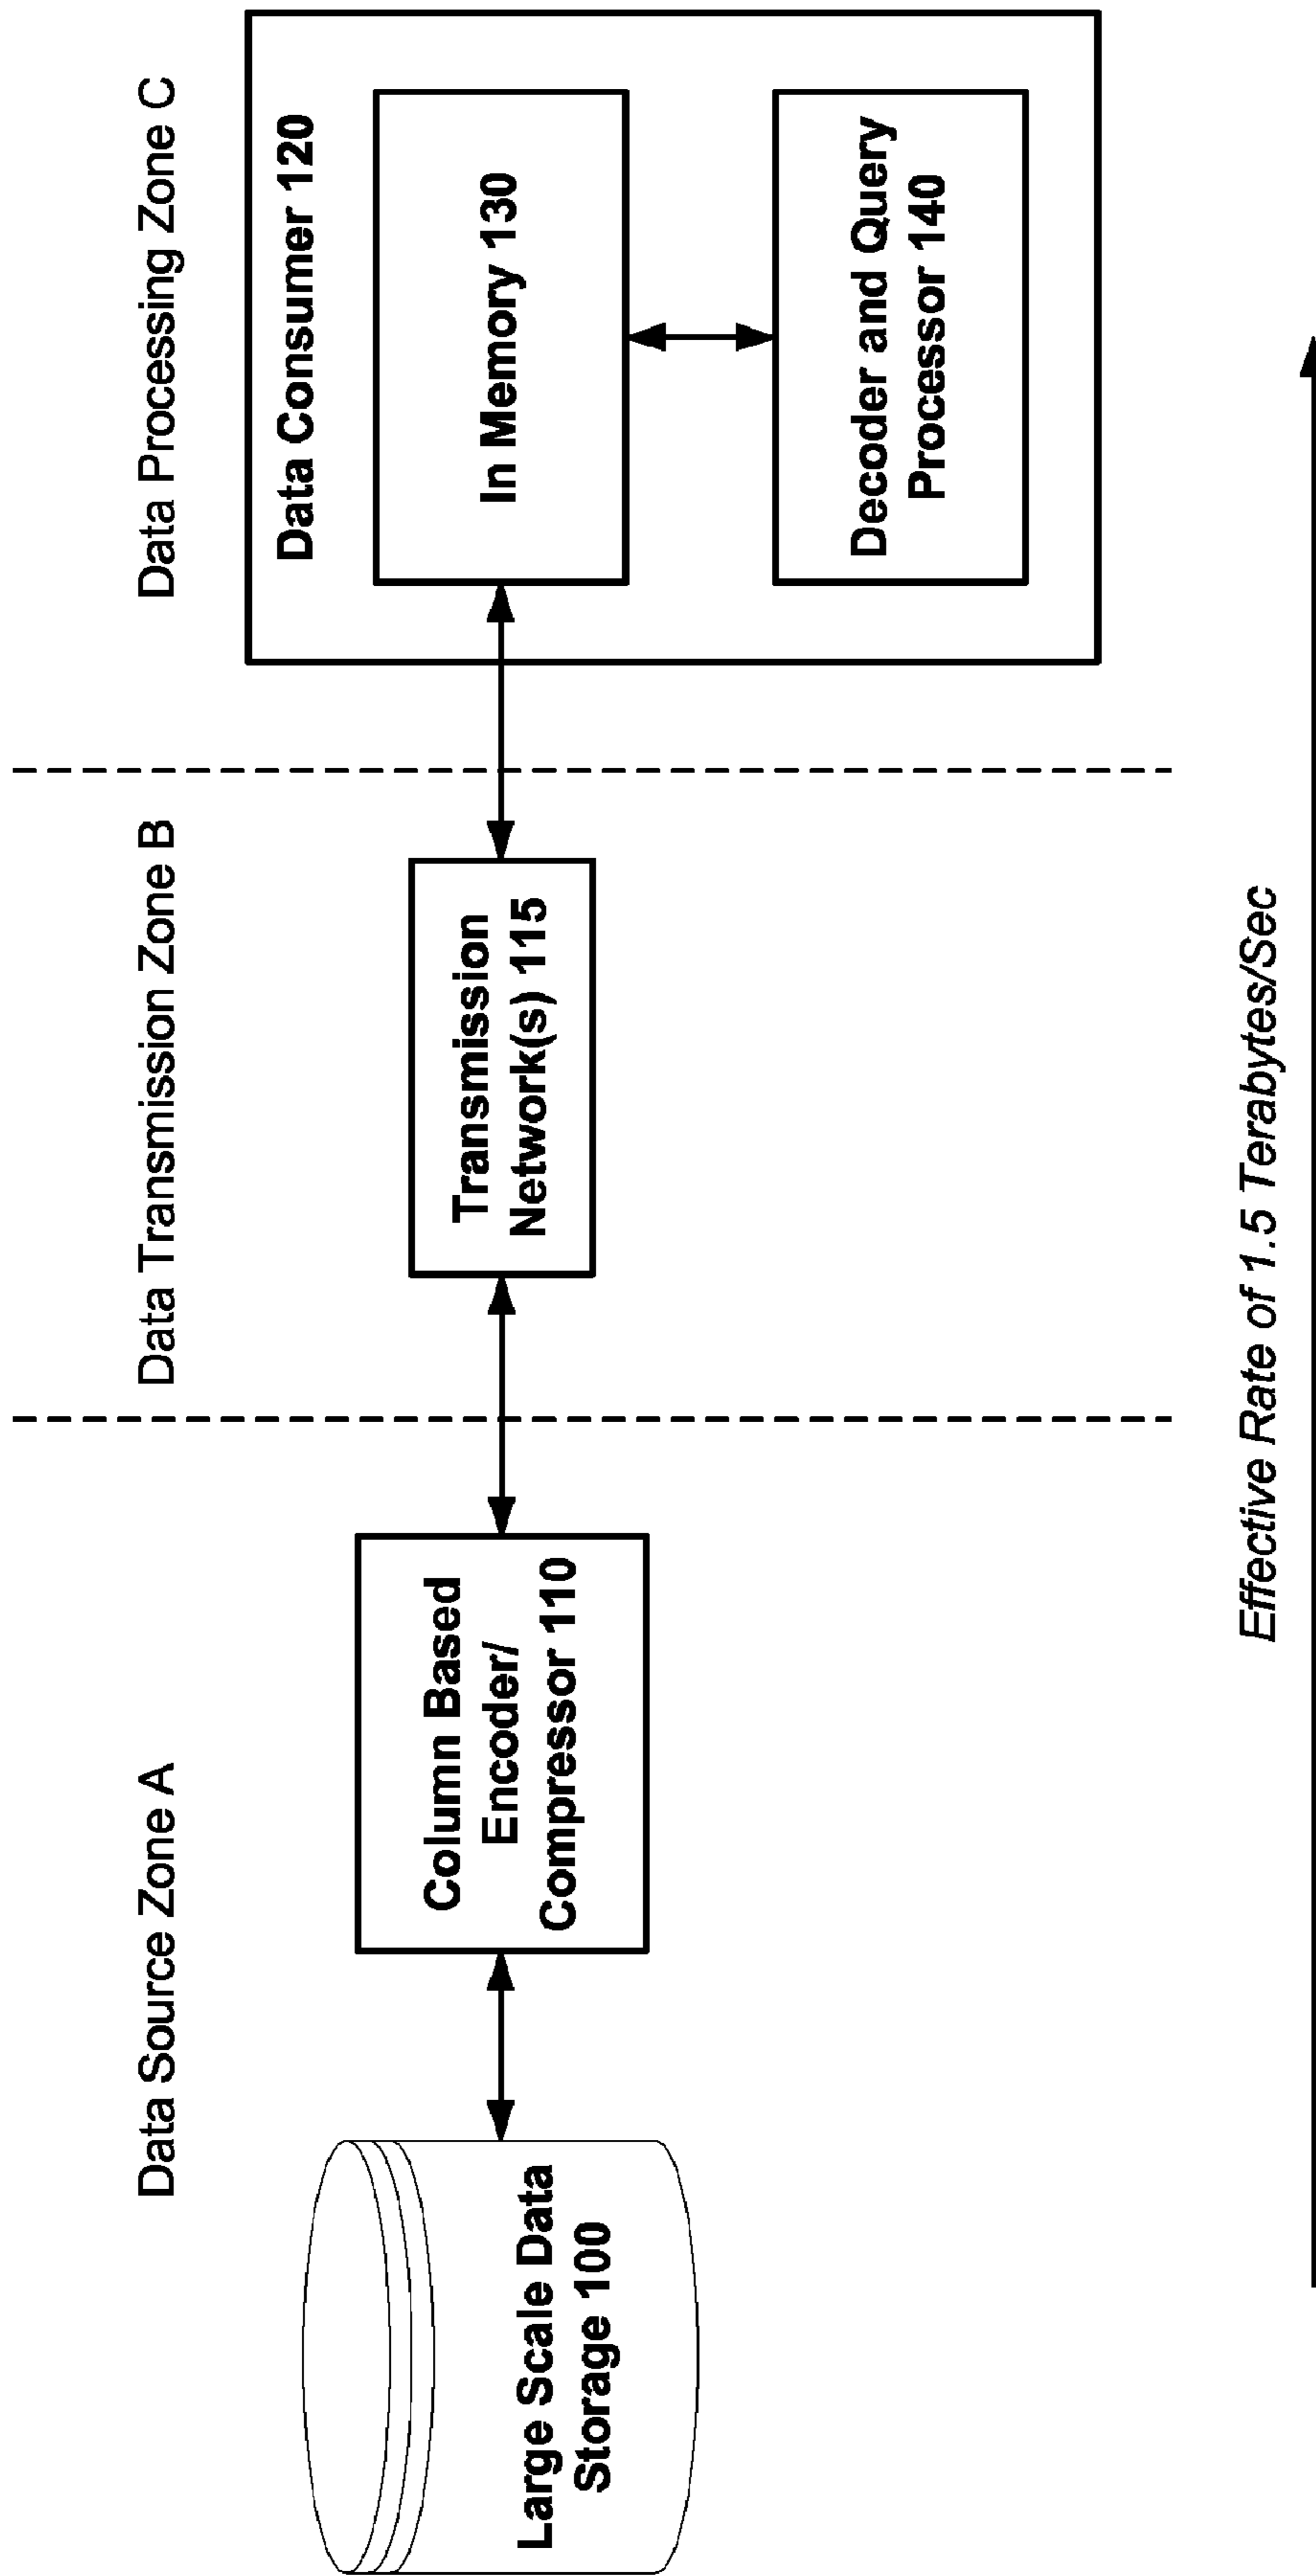 Data Source Zone A
Data Transmission Zone B
Data Processing Zone C
Large Scale Data
Storage 100
Column Based
Encoder/
Compressor 110
Transmission
Network(s) 115
Data Consumer 120
In Memory 130
Decoder and Query
Processor 140
Effective Rate of 1.5 Terabytes/Sec